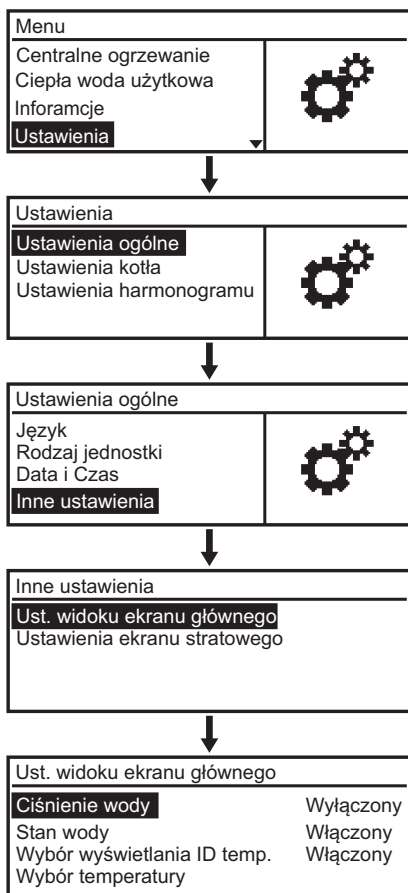 Menu
Centralne ogrzewanie
Ciepła woda użytkowa
Inforamcje
Ustawienia
Ustawienia
Ustawienia ogólne
Ustawienia kotła
Ustawienia harmonogramu
Ustawienia ogólne
Język
Rodzaj jednostki
Data i Czas
Inne ustawienia
Inne ustawienia
Ust. widoku ekranu głównego
Ustawienia ekranu stratowego
Ust. widoku ekranu głównego
Ciśnienie wody Wyłączony
Stan wody Włączony
Wybór wyświetlania ID temp. Włączony
Wybór temperatury